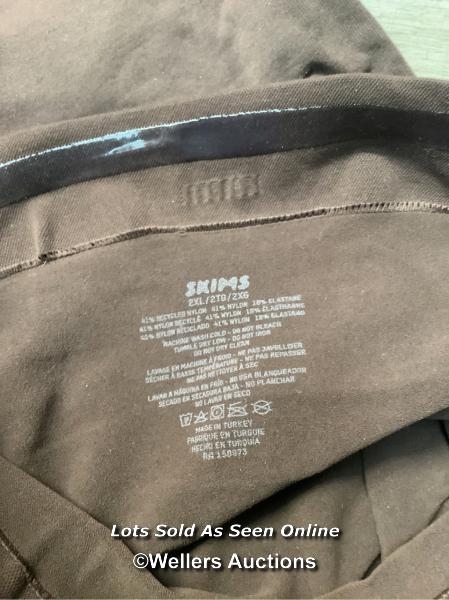 SKIMS
2XL/2TG/2XG
41% RECYCLED NYLON 41% NYLON 18% ELASTANE
41% NYLON RECYCLÉ 41% NYLON 18% ÉLASTHANNE
41% NYLON RECICLADO 41% NYLON 18% ELASTANO
MACHINE WASH COLD - DO NOT BLEACH
TUMBLE DRY LOW - DO NOT IRON
DO NOT DRY CLEAN
LAVAGE EN MACHINE À FROID - NE PAS JAVELLISER
SÉCHER À BASSE TEMPÉRATURE - NE PAS REPASSER
NE PAS NETTOYER À SEC
LAVAR A MÁQUINA EN FRÍO - NO USA BLANQUEADOR
SECADO EN SECADORA BAJA - NO PLANCHAR
NO LAVAR EN SECO
MADE IN TURKEY
FABRIQUÉ EN TURQUIE
HECHO EN TURQUÍA
RN 158873
Lots Sold As Seen Online
©Wellers Auctions